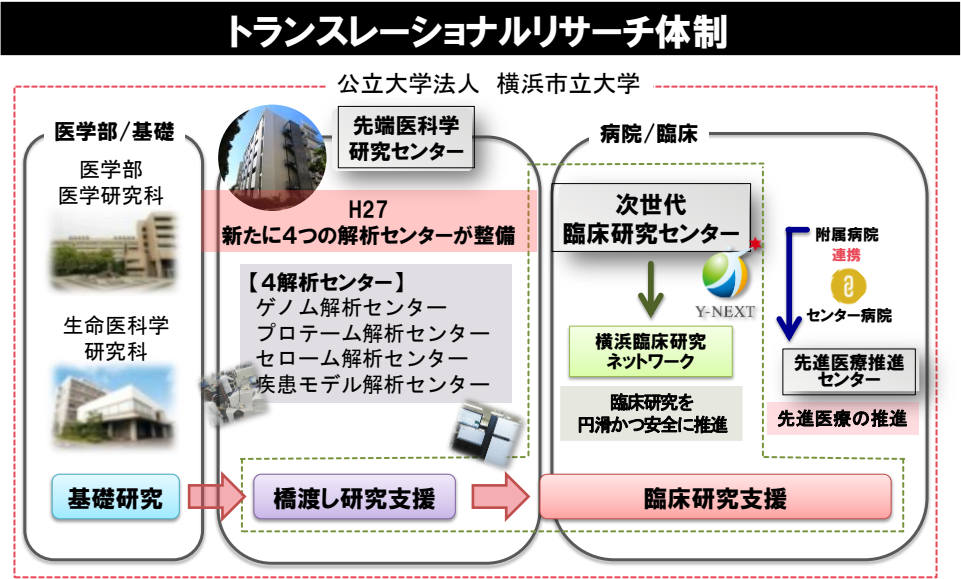 トランスレーショナルリサーチ体制
公立大学法人　横浜市立大学
医学部/基礎
医学部
医学研究科
生命医科学
研究科
基礎研究
先端医科学
研究センター
H27
新たに４つの解析センターが整備
【４解析センター】
ゲノム解析センター
プロテーム解析センター
セローム解析センター
疾患モデル解析センター
橋渡し研究支援
病院/臨床
次世代
臨床研究センター
Y-NEXT
横浜臨床研究
ネットワーク
臨床研究を
円滑かつ安全に推進
附属病院
連携
センター病院
先進医療推進
センター
先進医療の推進
臨床研究支援